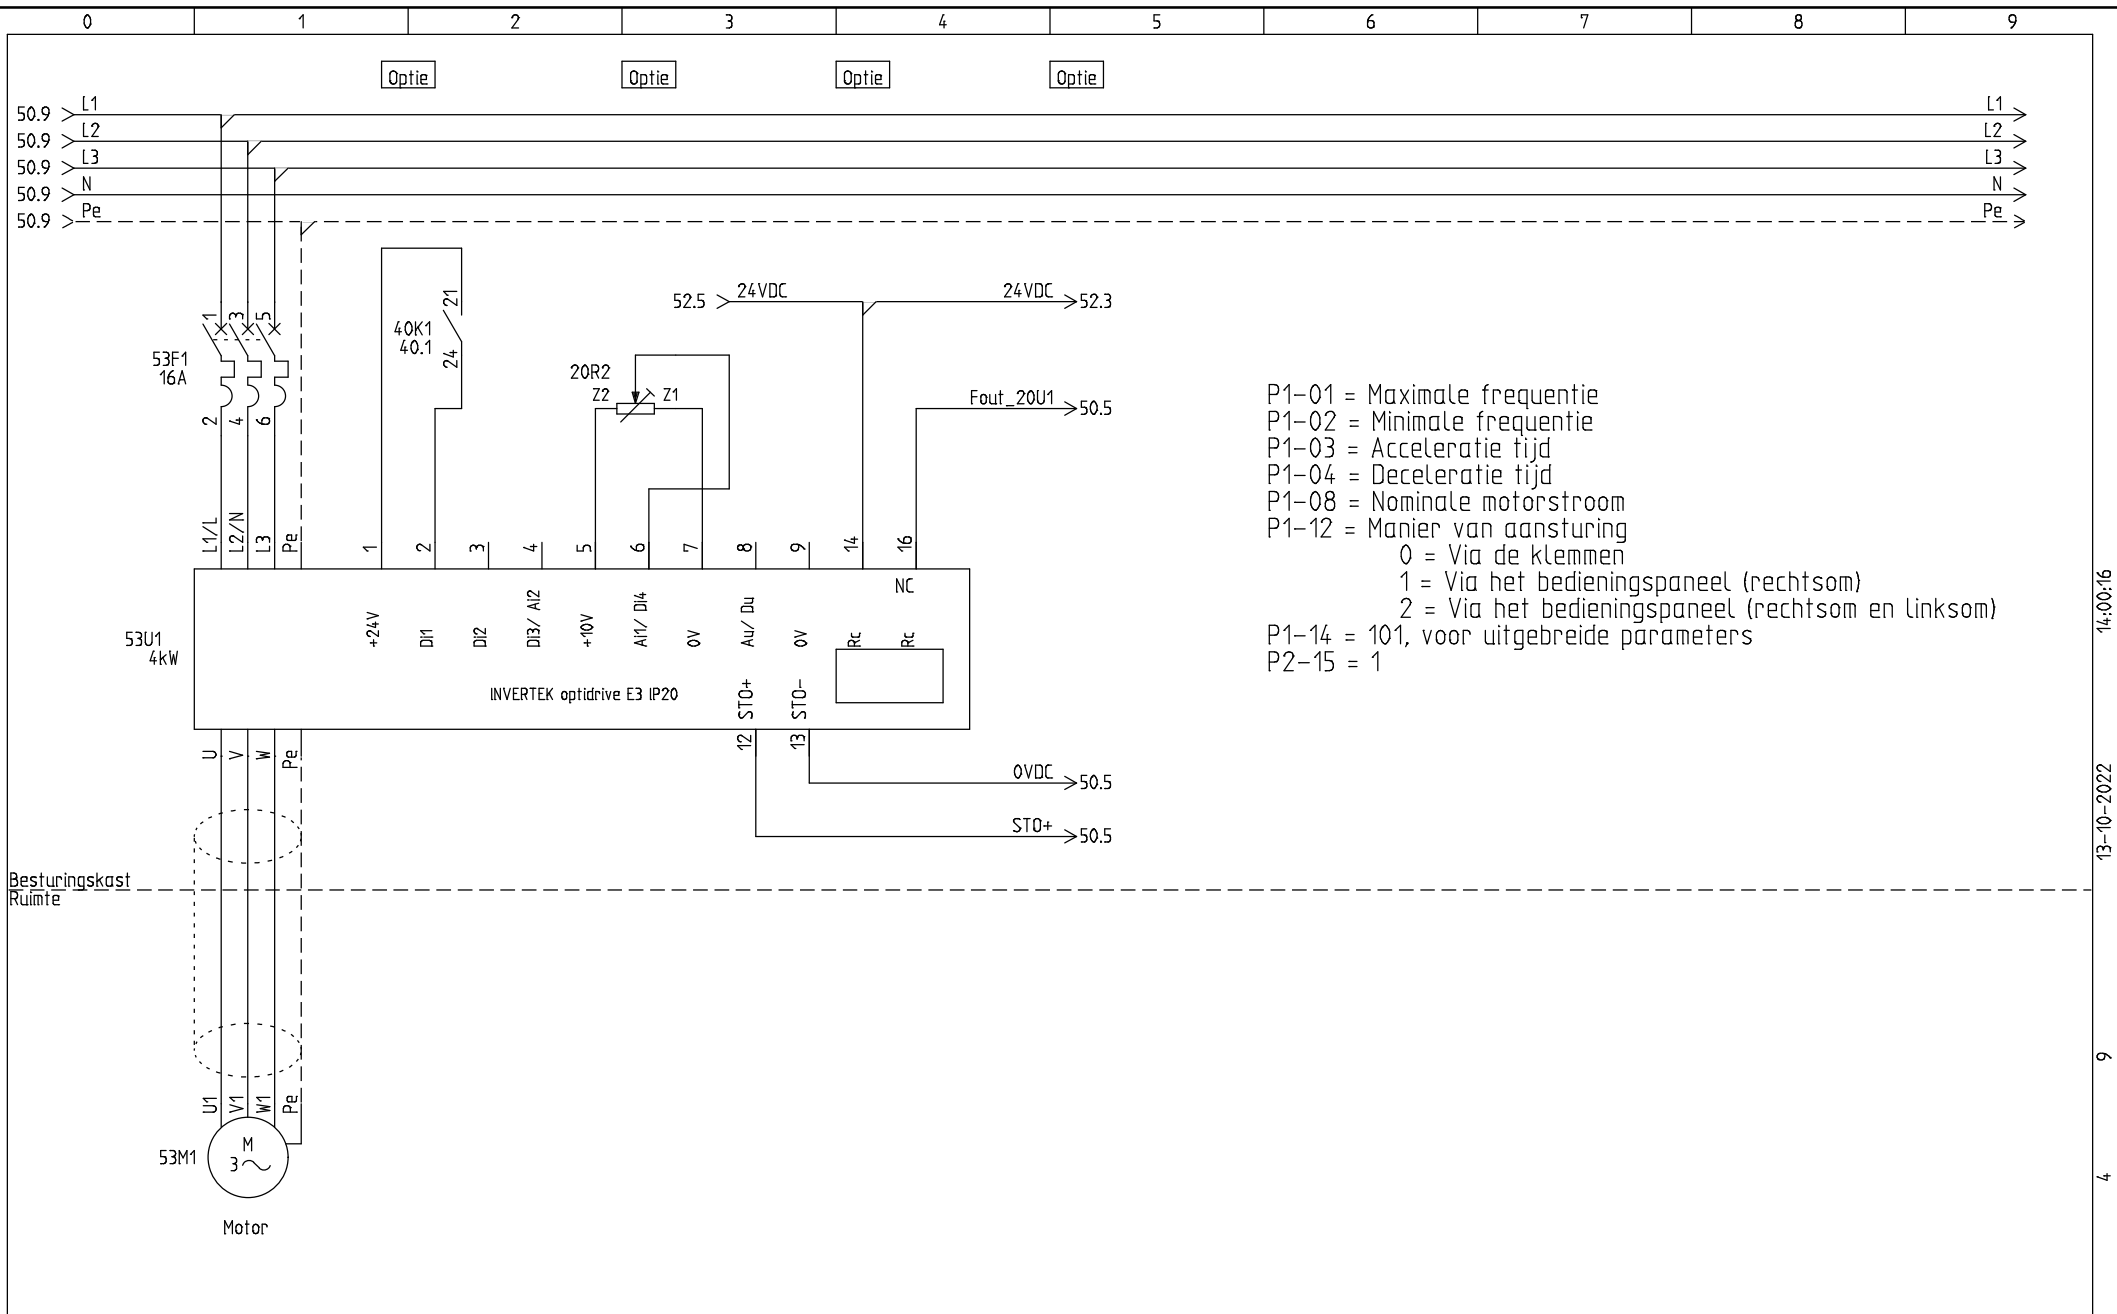 0 1 2 3 4 5 6 7 8 9
Optie Optie Optie Optie
50.9 L1 L1
50.9 L2 L2
50.9 L3 L3
50.9 N N
50.9 Pe Pe
52.5 24VDC 24VDC 52.3
1 3 5
21
40K1
40.1
24
53F1
16A
20R2
Z2 Z1
Fout_20U1 50.5
2 4 6
P1-01 = Maximale frequentie
P1-02 = Minimale frequentie
P1-03 = Acceleratie tijd
P1-04 = Deceleratie tijd
P1-08 = Nominale motorstroom
P1-12 = Manier van aansturing
0 = Via de klemmen
1 = Via het bedieningspaneel (rechtsom)
2 = Via het bedieningspaneel (rechtsom en linksom)
P1-14 = 101, voor uitgebreide parameters
P2-15 = 1
L1/L L2/N L3 Pe 1 2 3 4 5 6 7 8 9 14 16
NC
+24V Di1 Di2 DI3/ Ai2 +10V Ai1/ Di4 0V Au/ Du 0V Rc Rc
53U1
4kW
INVERTEK optidrive E3 IP20
STO+ STO-
U V W Pe 12 13
0VDC 50.5
STO+ 50.5
Besturingskast
Ruimte
U1 V1 W1 Pe
53M1
M
3
Motor
14:00:16
13-10-2022
9
4